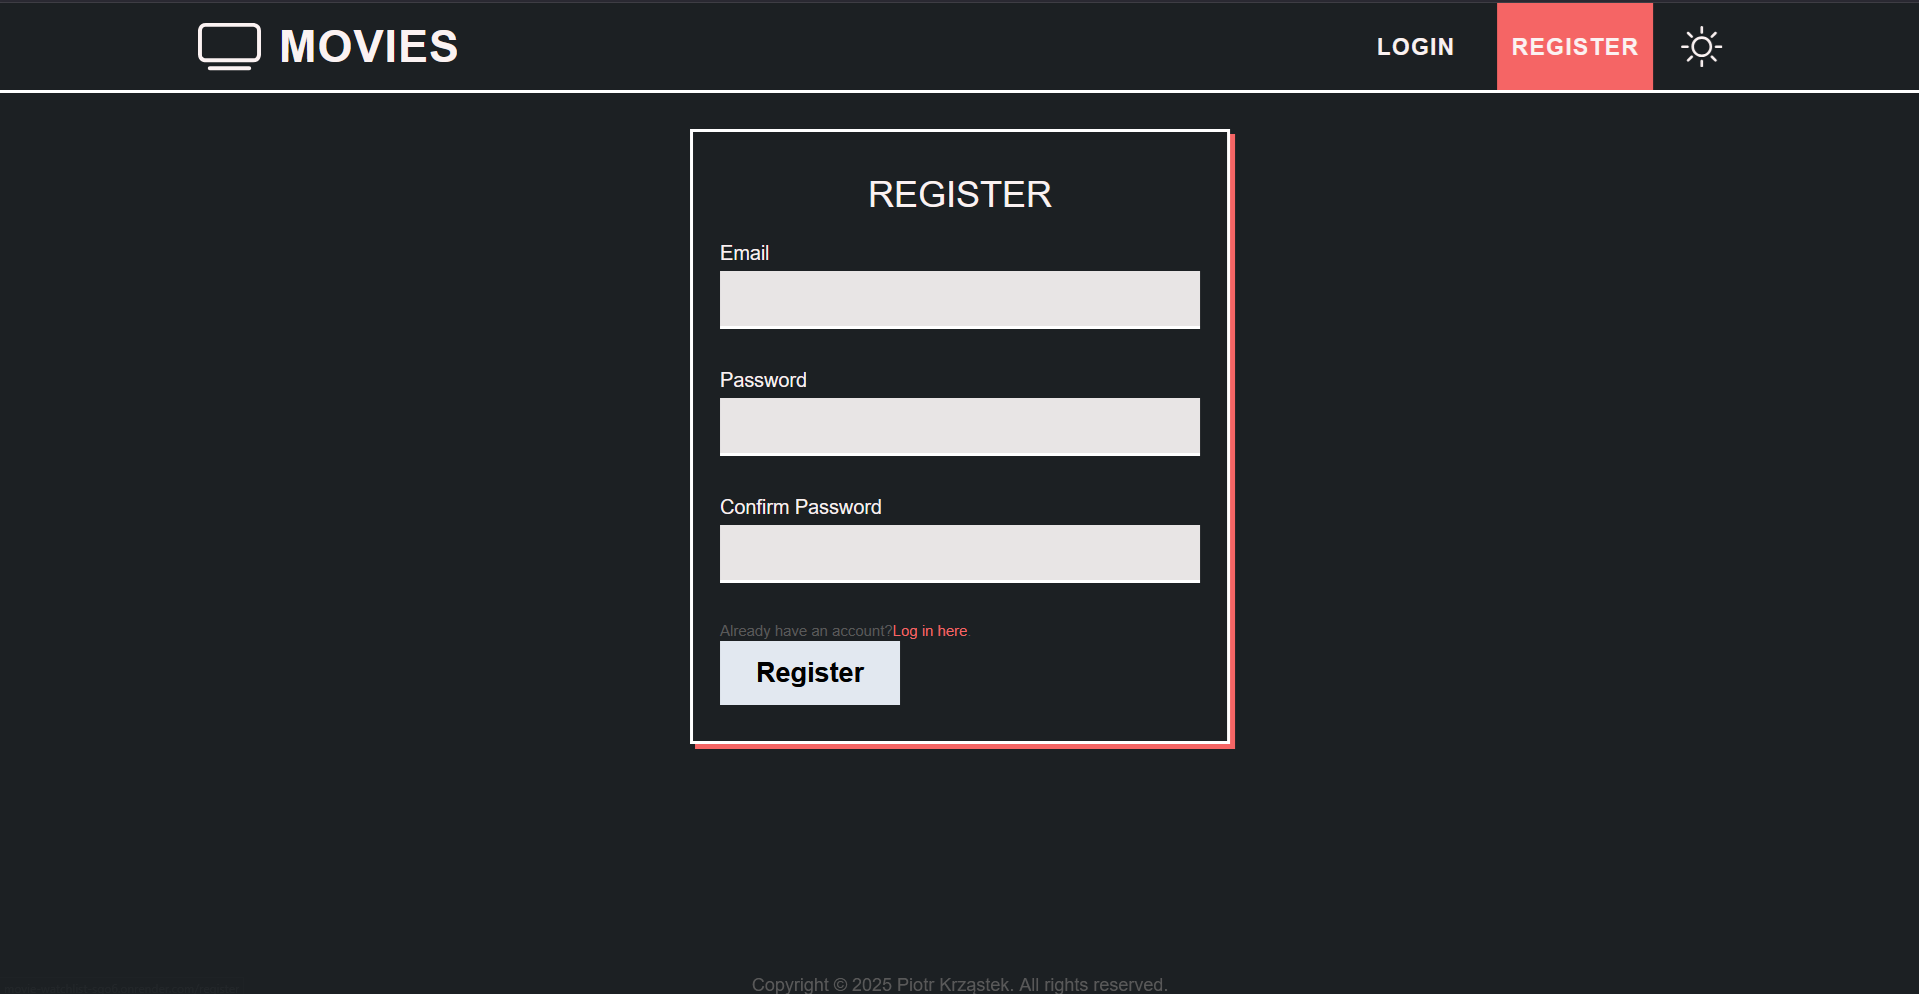 MOVIES
LOGIN
REGISTER
REGISTER
Email
Password
Confirm Password
Already have an account?Log in here.
Register
Copyright © 2025 Piotr Krząstek. All rights reserved.